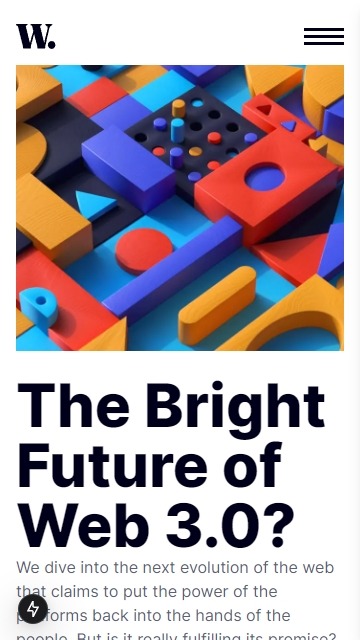 W.
The Bright
Future of
Web 3.0?
We dive into the next evolution of the web
that claims to put the power of the
platforms back into the hands of the
people. But is it really fulfilling its promise?